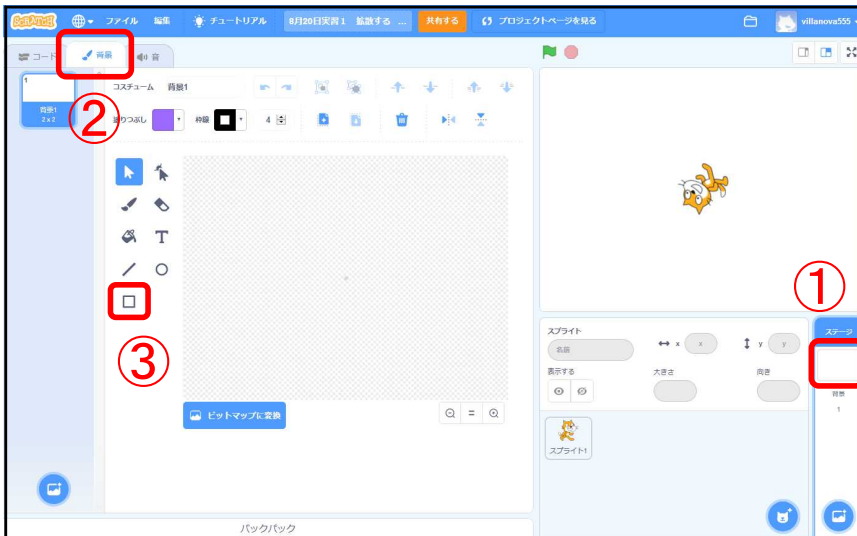 SCRATCH ファイル 編集 チュートリアル 8月20日実習1 拡散する ... 共有する プロジェクトページを見る villanova555
コード 背景 音
1
背景1
2 x 2
②
コスチューム 背景1
塗りつぶし 枠線 4
T
③
ビットマップに変換
①
スプライト
名前
x x
y y
表示する 大きさ 向き
スプライト1
ステージ
背景
1
バックパック